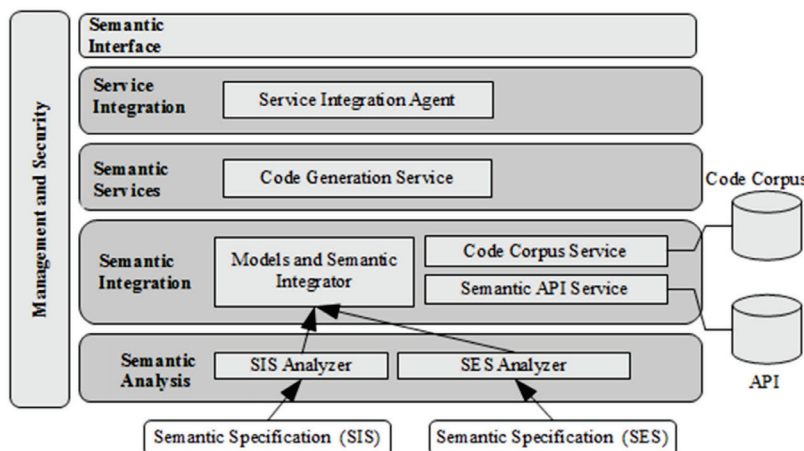 Management and Security
Semantic
Interface
Service
Integration
Service Integration Agent
Semantic
Services
Code Generation Service
Semantic
Integration
Models and Semantic
Integrator
Code Corpus Service
Semantic API Service
Code Corpus
API
Semantic
Analysis
SIS Analyzer
SES Analyzer
Semantic Specification (SIS)
Semantic Specification (SES)